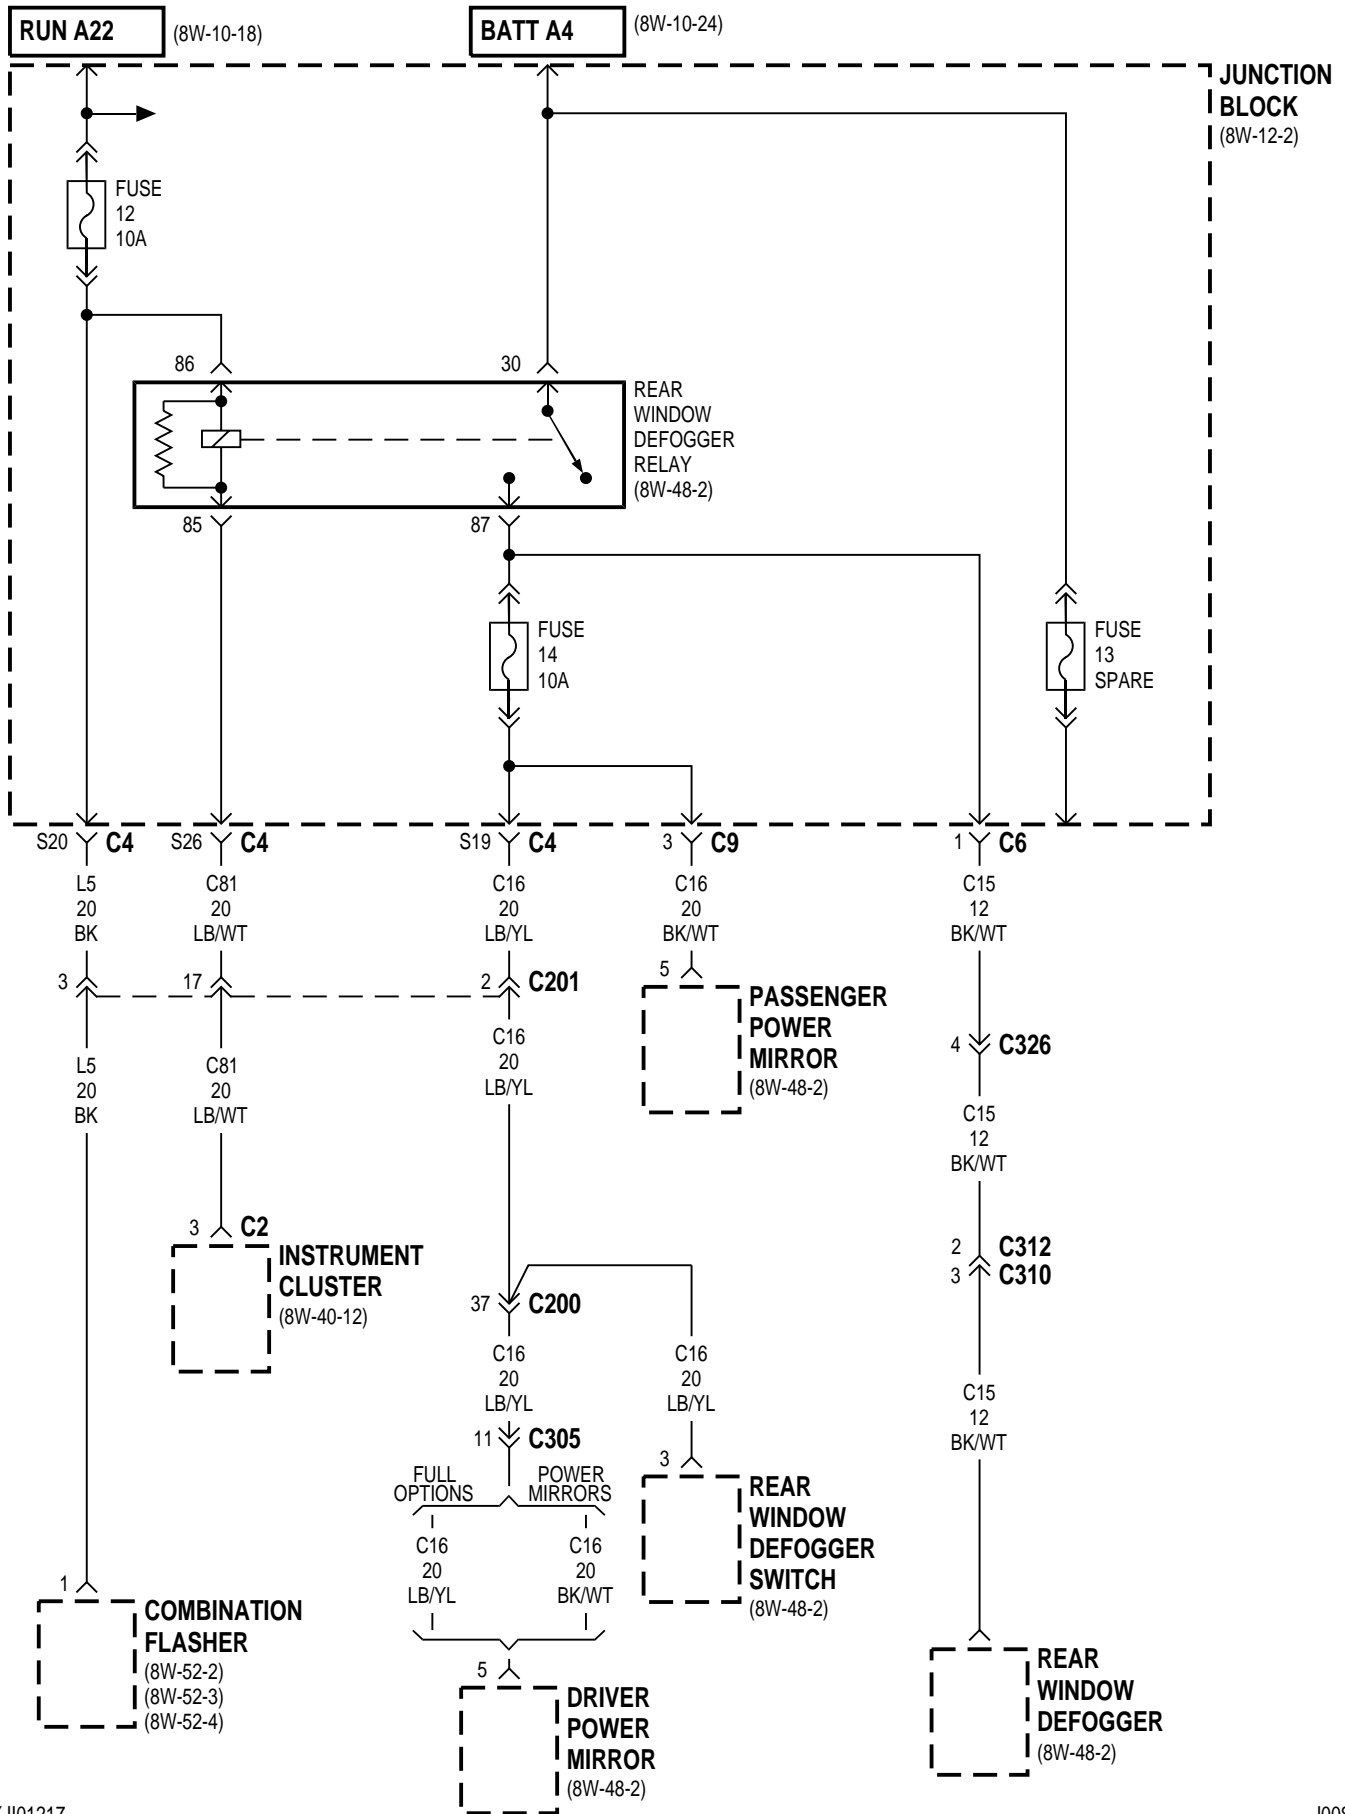 RUN A22
(8W-10-18)
BATT A4
(8W-10-24)
JUNCTION
BLOCK
(8W-12-2)
FUSE
12
10A
86
30
REAR
WINDOW
DEFOGGER
RELAY
(8W-48-2)
85
87
FUSE
14
10A
FUSE
13
SPARE
S20
C4
S26
C4
S19
C4
3
C9
1
C6
L5
20
BK
C81
20
LB/WT
C16
20
LB/YL
C16
20
BK/WT
C15
12
BK/WT
3
17
2
C201
5
PASSENGER
POWER
MIRROR
(8W-48-2)
4
C326
L5
20
BK
C81
20
LB/WT
C16
20
LB/YL
C15
12
BK/WT
3
C2
INSTRUMENT
CLUSTER
(8W-40-12)
2
C312
3
C310
37
C200
C16
20
LB/YL
C16
20
LB/YL
C15
12
BK/WT
11
C305
3
REAR
WINDOW
DEFOGGER
SWITCH
(8W-48-2)
FULL
OPTIONS
POWER
MIRRORS
C16
20
LB/YL
C16
20
BK/WT
1
COMBINATION
FLASHER
(8W-52-2)
(8W-52-3)
(8W-52-4)
5
DRIVER
POWER
MIRROR
(8W-48-2)
REAR
WINDOW
DEFOGGER
(8W-48-2)